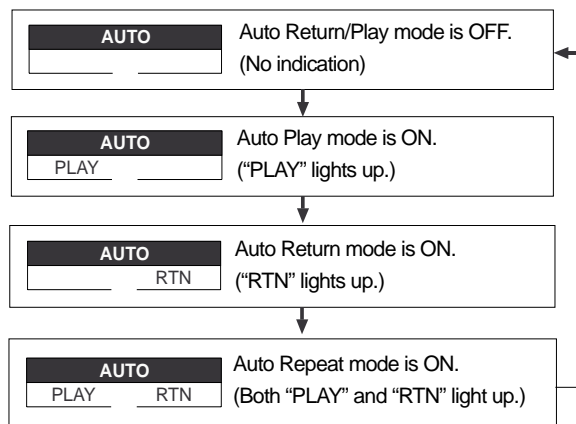 AUTO
Auto Return/Play mode is OFF.
(No indication)
AUTO
PLAY
Auto Play mode is ON.
(“PLAY” lights up.)
AUTO
RTN
Auto Return mode is ON.
(“RTN” lights up.)
AUTO
PLAY RTN
Auto Repeat mode is ON.
(Both “PLAY” and “RTN” light up.)